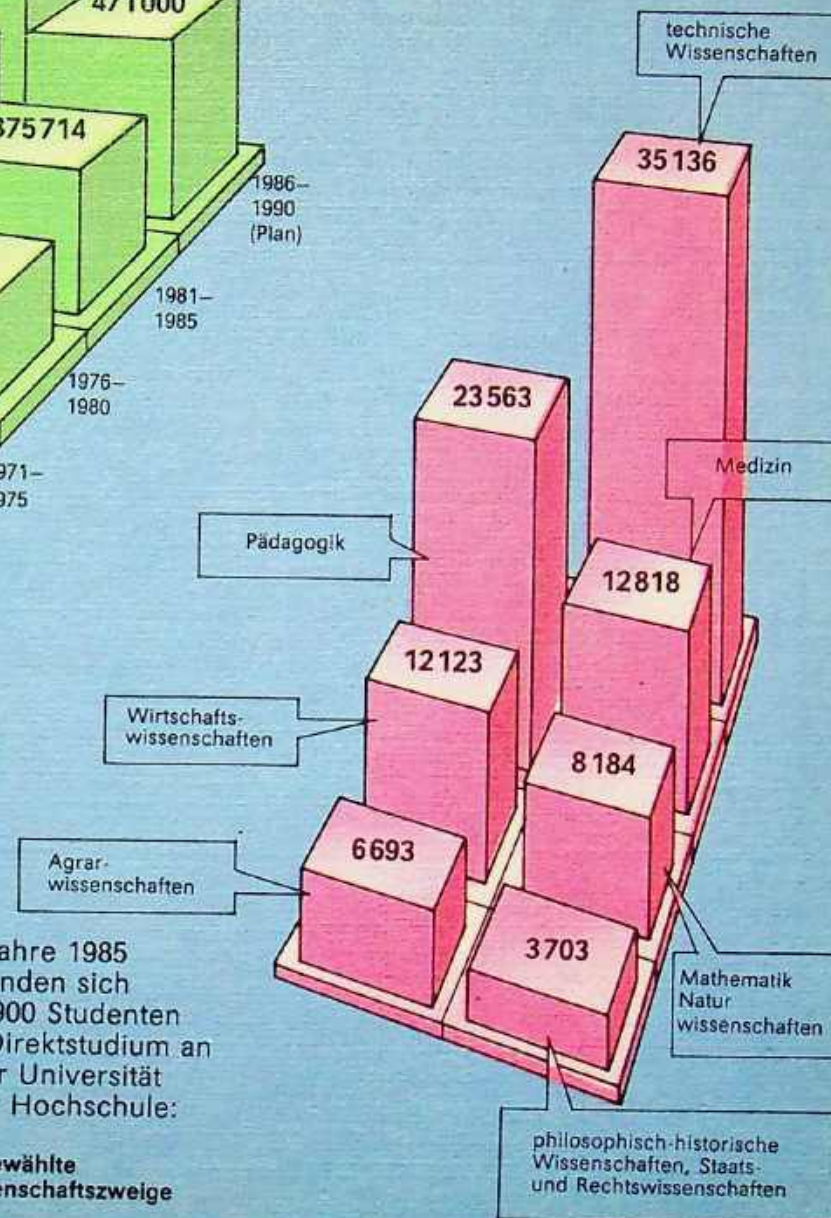 471000
technische
Wissenschaften
375714
35136
1986–
1990
(Plan)
1981–
1985
1976–
1980
23563
Medizin
971–
975
Pädagogik
12818
12123
Wirtschafts-
wissenschaften
8184
6693
Agrar-
wissenschaften
3703
ahre 1985
nden sich
900 Studenten
Direktstudium an
r Universität
Hochschule:
Mathematik
Natur
wissenschaften
philosophisch-historische
Wissenschaften, Staats-
und Rechtswissenschaften
ewählte
enschaftszweige